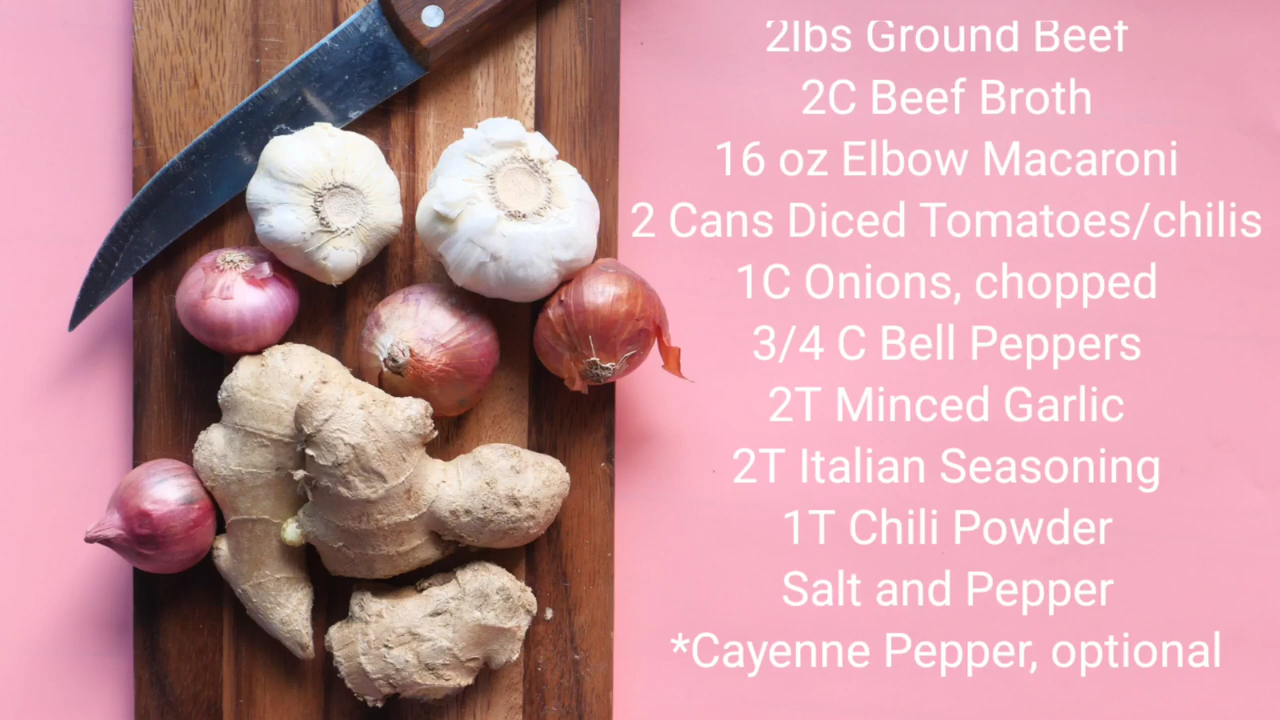 2lbs Ground Beef
2C Beef Broth
16 oz Elbow Macaroni
2 Cans Diced Tomatoes/chilis
1C Onions, chopped
3/4 C Bell Peppers
2T Minced Garlic
2T Italian Seasoning
1T Chili Powder
Salt and Pepper
*Cayenne Pepper, optional